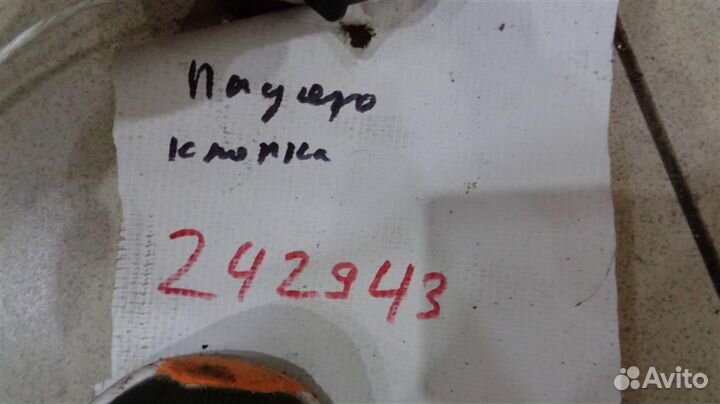 Паджеро
кнопка
242943
Avito